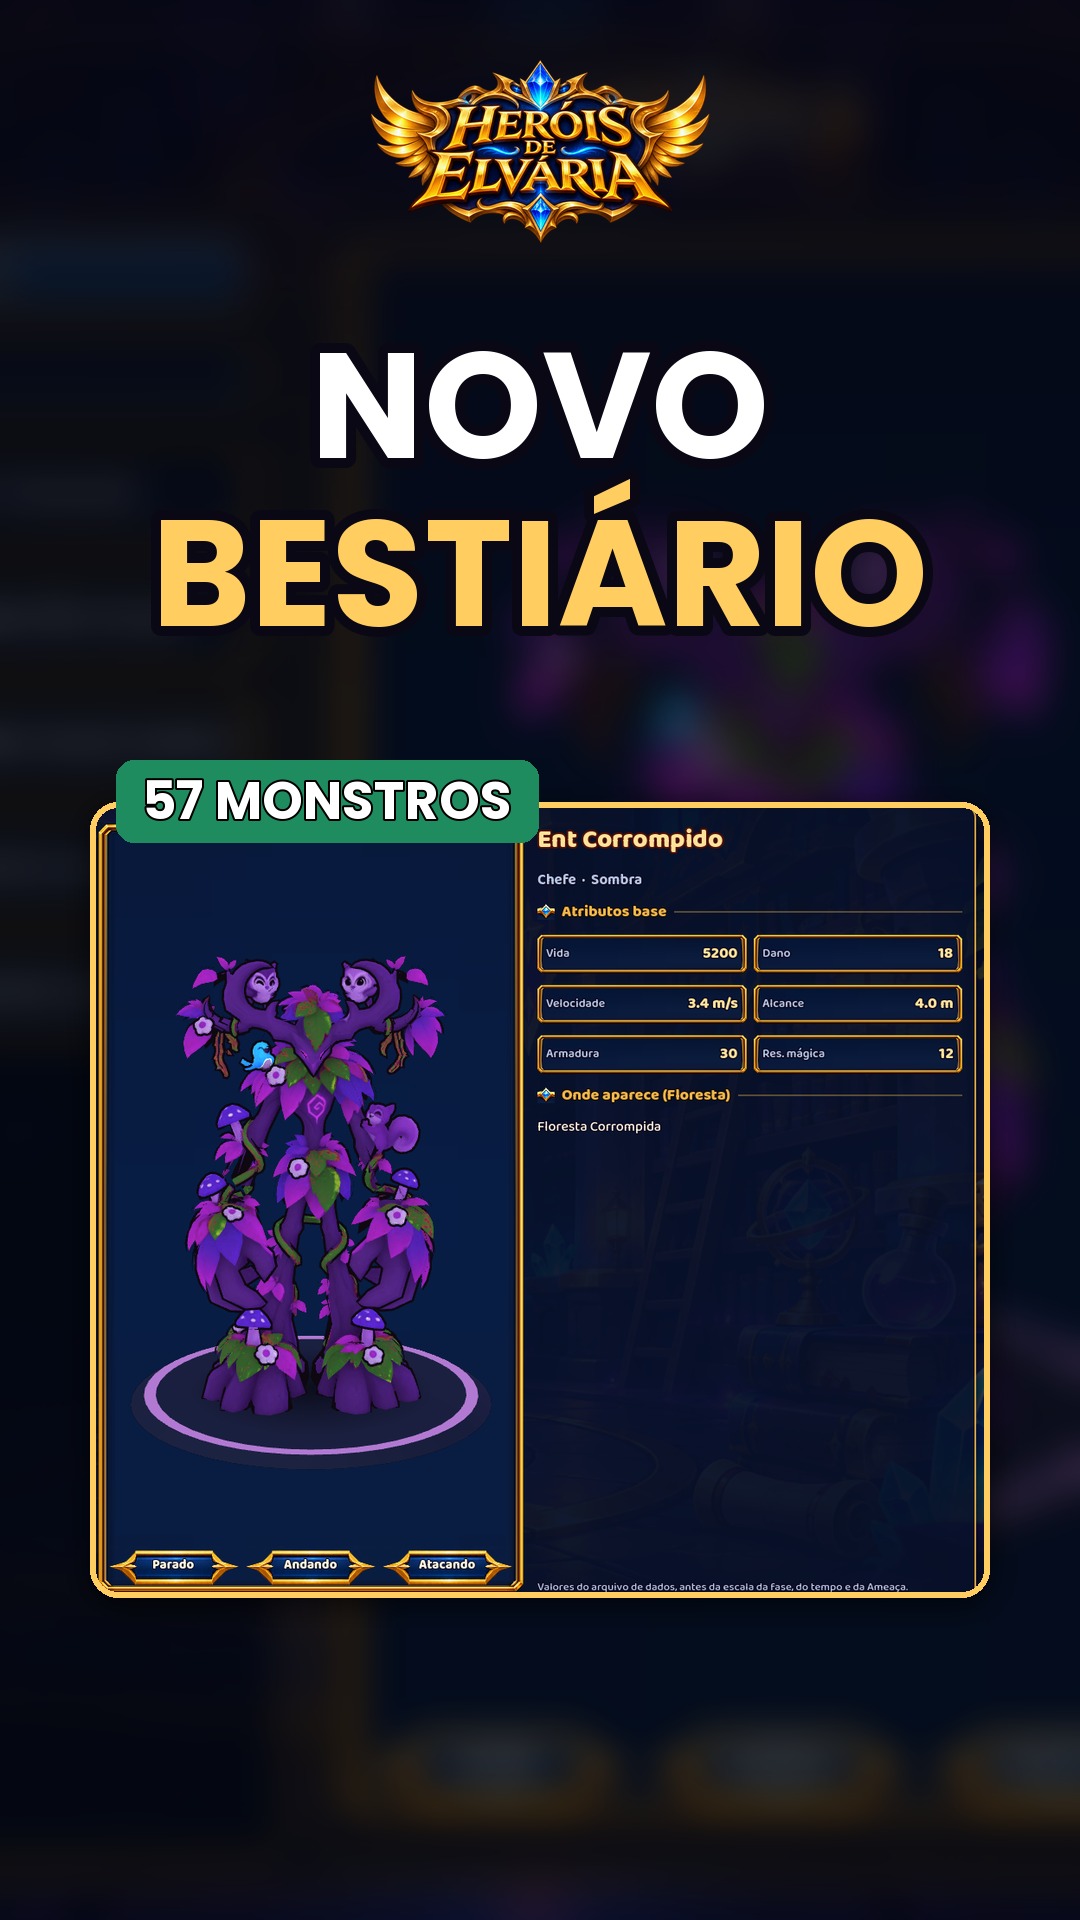 HERÓIS
DE
ELVÁRIA
NOVO
BESTIÁRIO
57 MONSTROS
Ent Corrompido
Chefe · Sombra
Atributos base
Vida 5200 Dano 18
Velocidade 3.4 m/s Alcance 4.0 m
Armadura 30 Res. mágica 12
Onde aparece (Floresta)
Floresta Corrompida
Parado Andando Atacando
Valores do arquivo de dados, antes da escala da fase, do tempo e da Ameaça.